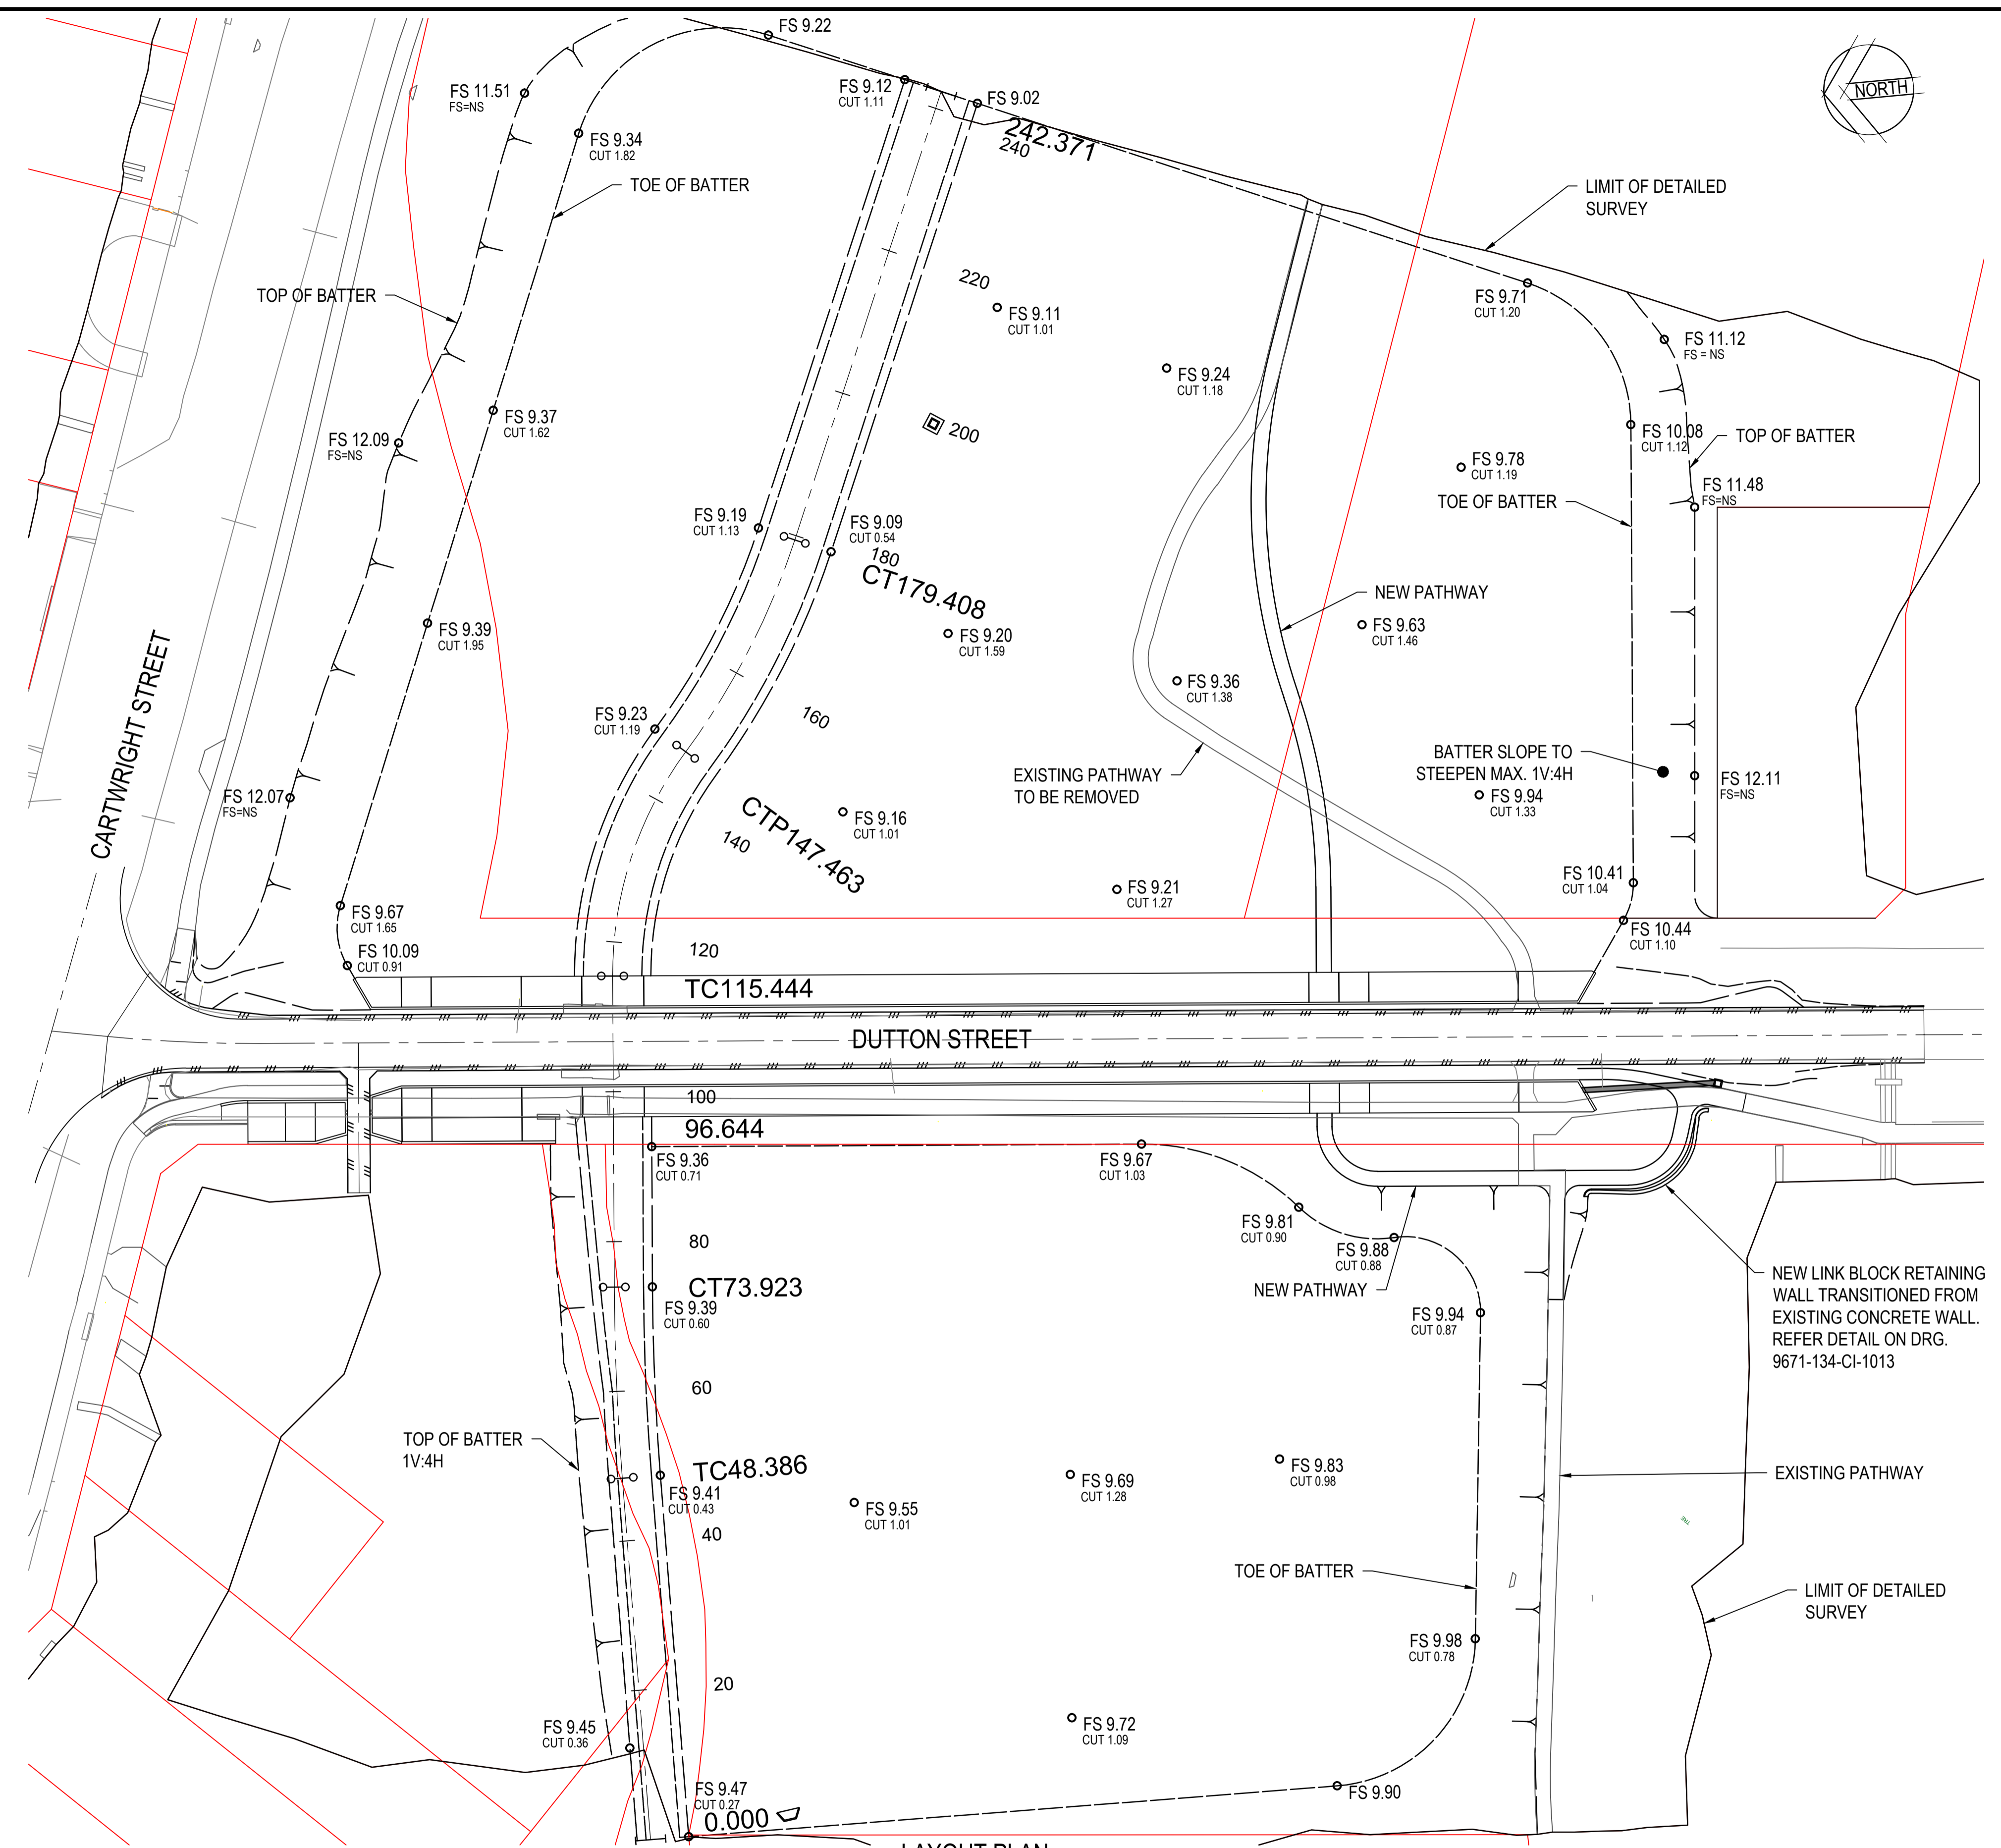 FS 9.22
NORTH
FS 11.51
FS=NS
FS 9.12
CUT 1.11
FS 9.02
242.371
240
FS 9.34
CUT 1.82
TOE OF BATTER
LIMIT OF DETAILED
SURVEY
TOP OF BATTER
220
FS 9.11
CUT 1.01
FS 9.71
CUT 1.20
FS 11.12
FS = NS
FS 9.24
CUT 1.18
FS 9.37
CUT 1.62
FS 12.09
FS=NS
200
FS 10.08
CUT 1.12
TOP OF BATTER
FS 9.78
CUT 1.19
TOE OF BATTER
FS 11.48
FS=NS
FS 9.19
CUT 1.13
FS 9.09
CUT 0.54
180
CT179.408
NEW PATHWAY
FS 9.39
CUT 1.95
FS 9.20
CUT 1.59
FS 9.63
CUT 1.46
CARTWRIGHT STREET
FS 9.36
CUT 1.38
FS 9.23
CUT 1.19
160
EXISTING PATHWAY
TO BE REMOVED
BATTER SLOPE TO
STEEPEN MAX. 1V:4H
FS 12.11
FS=NS
FS 9.94
CUT 1.33
FS 12.07
FS=NS
CTP147.463
140
FS 9.16
CUT 1.01
FS 9.21
CUT 1.27
FS 10.41
CUT 1.04
FS 9.67
CUT 1.65
FS 10.44
CUT 1.10
FS 10.09
CUT 0.91
120
TC115.444
DUTTON STREET
100
96.644
FS 9.36
CUT 0.71
FS 9.67
CUT 1.03
FS 9.81
CUT 0.90
FS 9.88
CUT 0.88
80
CT73.923
NEW PATHWAY
FS 9.39
CUT 0.60
FS 9.94
CUT 0.87
NEW LINK BLOCK RETAINING
WALL TRANSITIONED FROM
EXISTING CONCRETE WALL.
REFER DETAIL ON DRG.
9671-134-CI-1013
60
TOP OF BATTER
1V:4H
TC48.386
FS 9.41
CUT 0.43
FS 9.69
CUT 1.28
FS 9.83
CUT 0.98
EXISTING PATHWAY
FS 9.55
CUT 1.01
40
TOE OF BATTER
LIMIT OF DETAILED
SURVEY
FS 9.98
CUT 0.78
20
FS 9.45
CUT 0.36
FS 9.72
CUT 1.09
FS 9.47
CUT 0.27
0.000
FS 9.90
LAYOUT PLAN